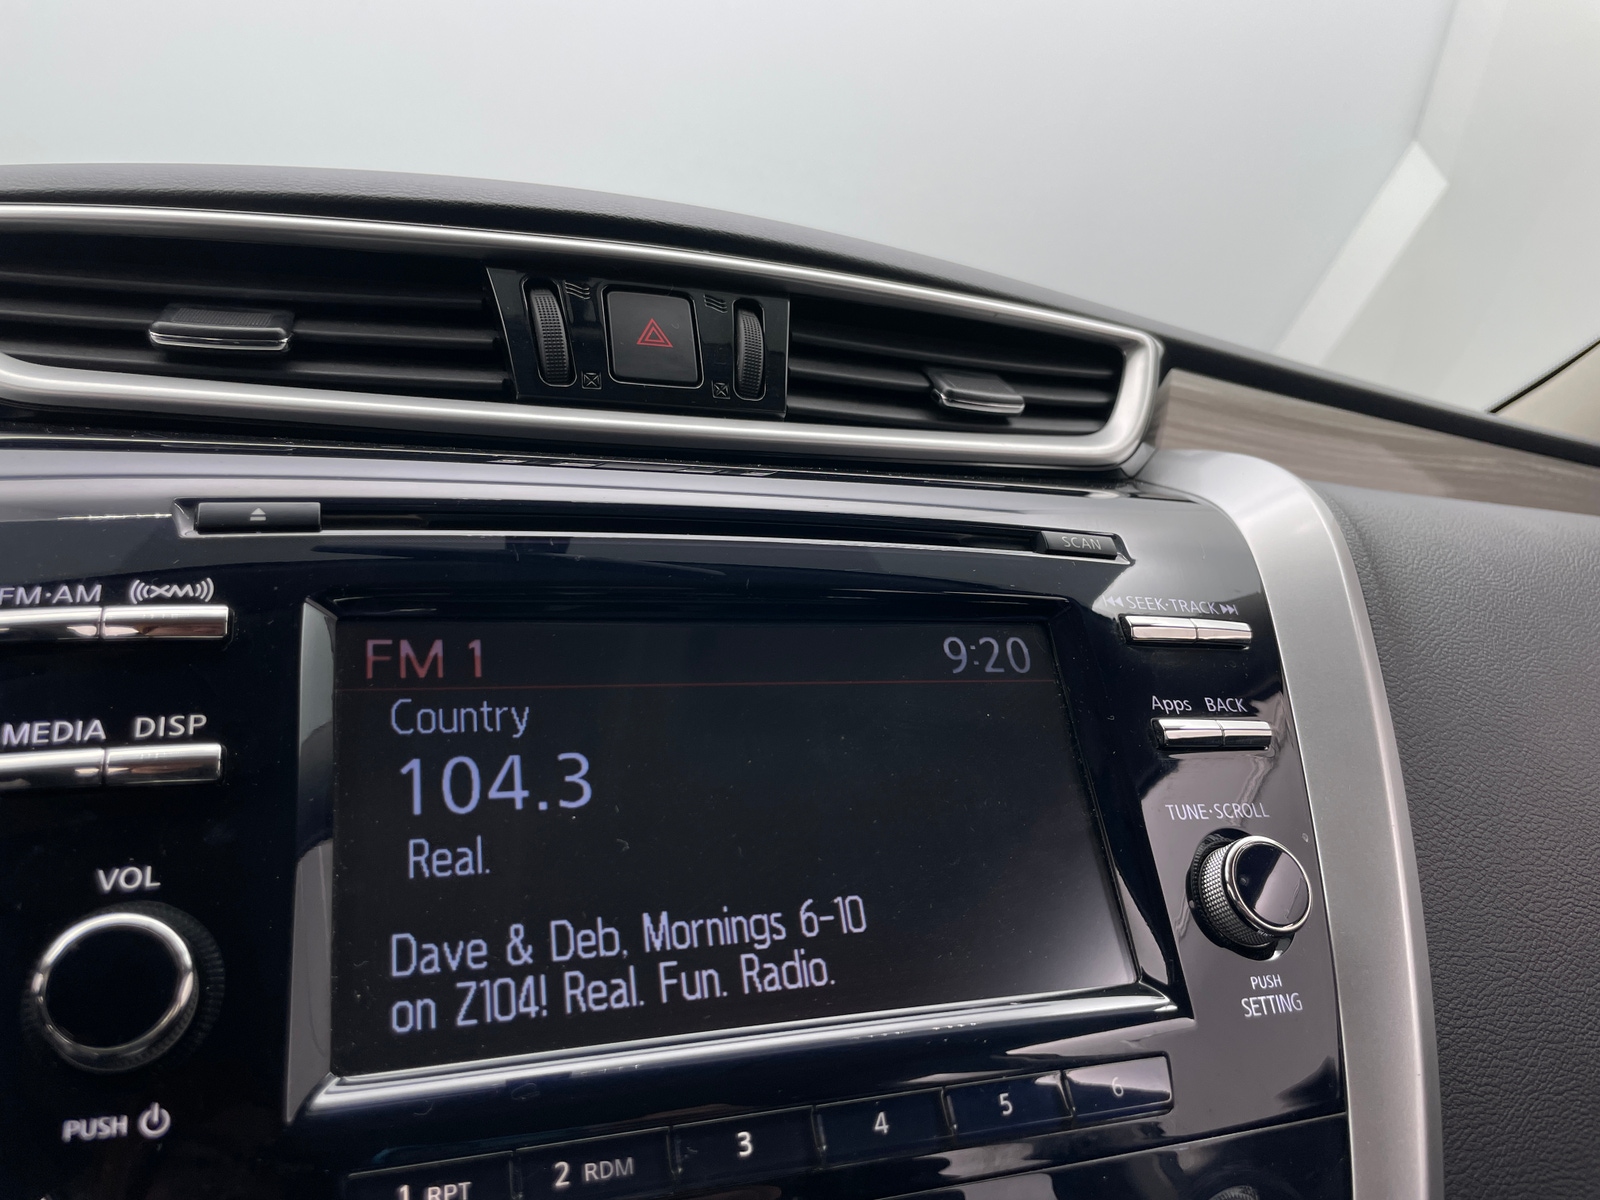 SCAN
FM·AM
XM
SEEK·TRACK
FM 1
9:20
Country
Apps BACK
MEDIA DISP
104.3
TUNE·SCROLL
Real.
VOL
Dave & Deb, Mornings 6-10
on Z104! Real. Fun. Radio.
PUSH
SETTING
PUSH
1 RPT
2 RDM
3
4
5
6